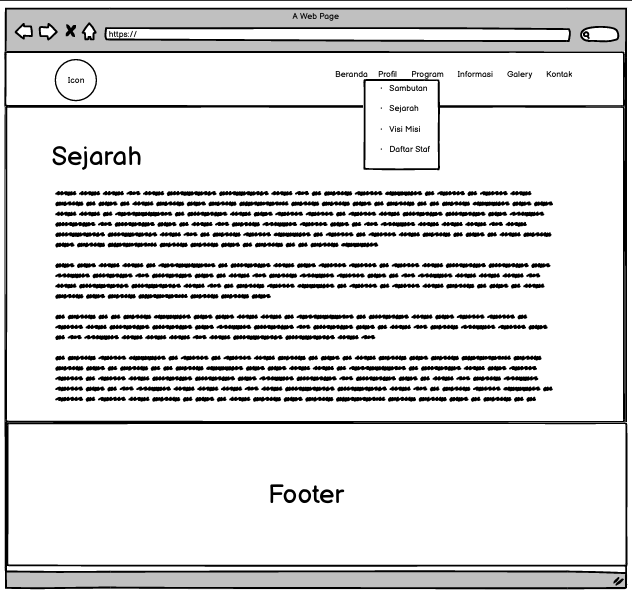 A Web Page
https://
Icon
Beranda Profil Program Informasi Galery Kontak
Sambutan
Sejarah
Visi Misi
Daftar Staf
Sejarah
Footer